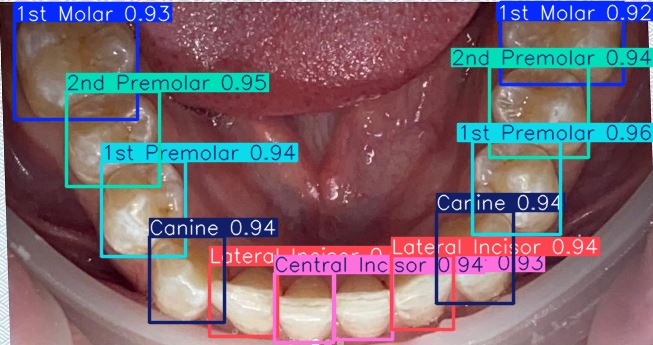 1st Molar 0.93
1st Molar 0.92
2nd Premolar 0.95
2nd Premolar 0.94
1st Premolar 0.94
1st Premolar 0.96
Canine 0.94
Canine 0.94
Lateral Incisor
Lateral Incisor 0.94
Central Incisor 0.94
0.93